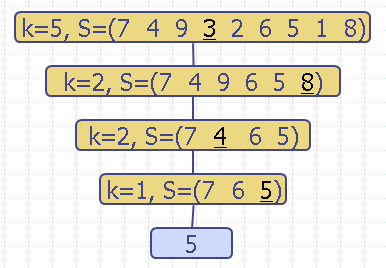 k=5, S=(7 4 9 3 2 6 5 1 8)
k=2, S=(7 4 9 6 5 8)
k=2, S=(7 4 6 5)
k=1, S=(7 6 5)
5